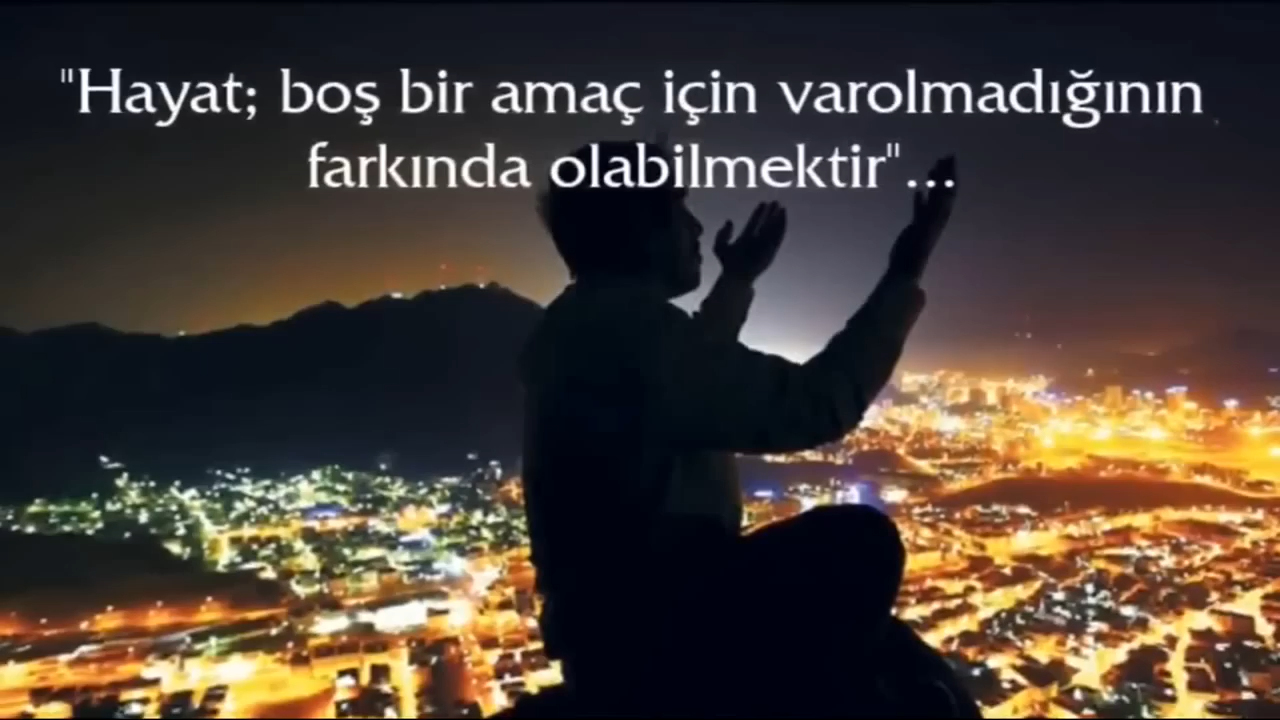 "Hayat; boş bir amaç için varolmadığının
farkında olabilmektir"...